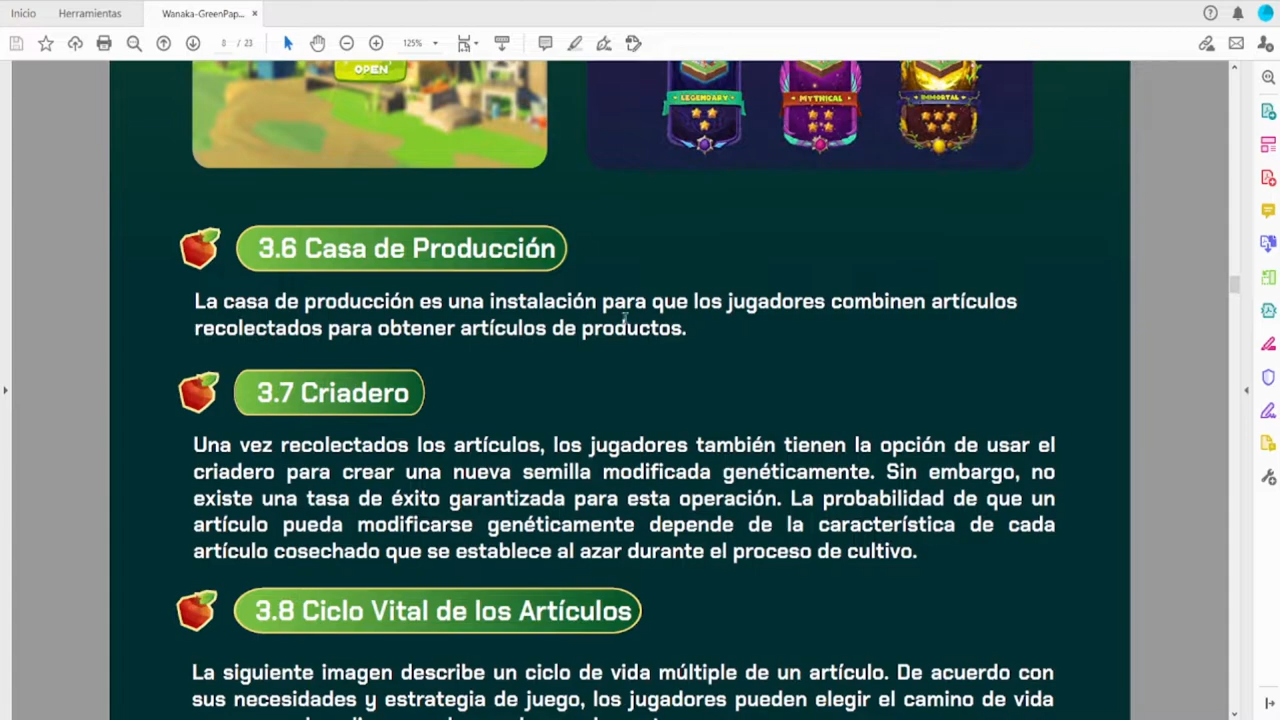 Inicio Herramientas Wanaka-GreenPap... ×
8 / 23 125%
OPEN
LEGENDARY MYTHICAL IMMORTAL
3.6 Casa de Producción
La casa de producción es una instalación para que los jugadores combinen artículos
recolectados para obtener artículos de productos.
3.7 Criadero
Una vez recolectados los artículos, los jugadores también tienen la opción de usar el
criadero para crear una nueva semilla modificada genéticamente. Sin embargo, no
existe una tasa de éxito garantizada para esta operación. La probabilidad de que un
artículo pueda modificarse genéticamente depende de la característica de cada
artículo cosechado que se establece al azar durante el proceso de cultivo.
3.8 Ciclo Vital de los Artículos
La siguiente imagen describe un ciclo de vida múltiple de un artículo. De acuerdo con
sus necesidades y estrategia de juego, los jugadores pueden elegir el camino de vida